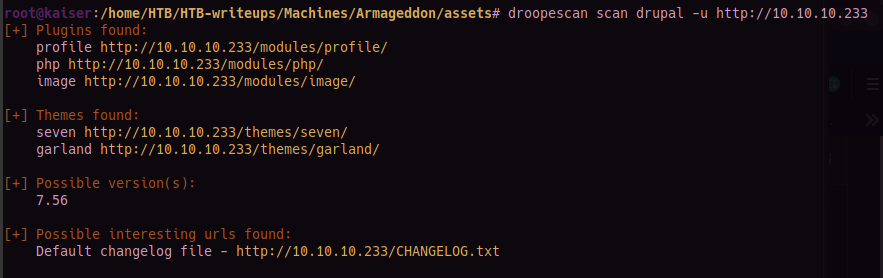 root@kaiser:/home/HTB/HTB-writeups/Machines/Armageddon/assets# droopescan scan drupal -u http://10.10.10.233
[+] Plugins found:
profile http://10.10.10.233/modules/profile/
php http://10.10.10.233/modules/php/
image http://10.10.10.233/modules/image/
[+] Themes found:
seven http://10.10.10.233/themes/seven/
garland http://10.10.10.233/themes/garland/
[+] Possible version(s):
7.56
[+] Possible interesting urls found:
Default changelog file - http://10.10.10.233/CHANGELOG.txt